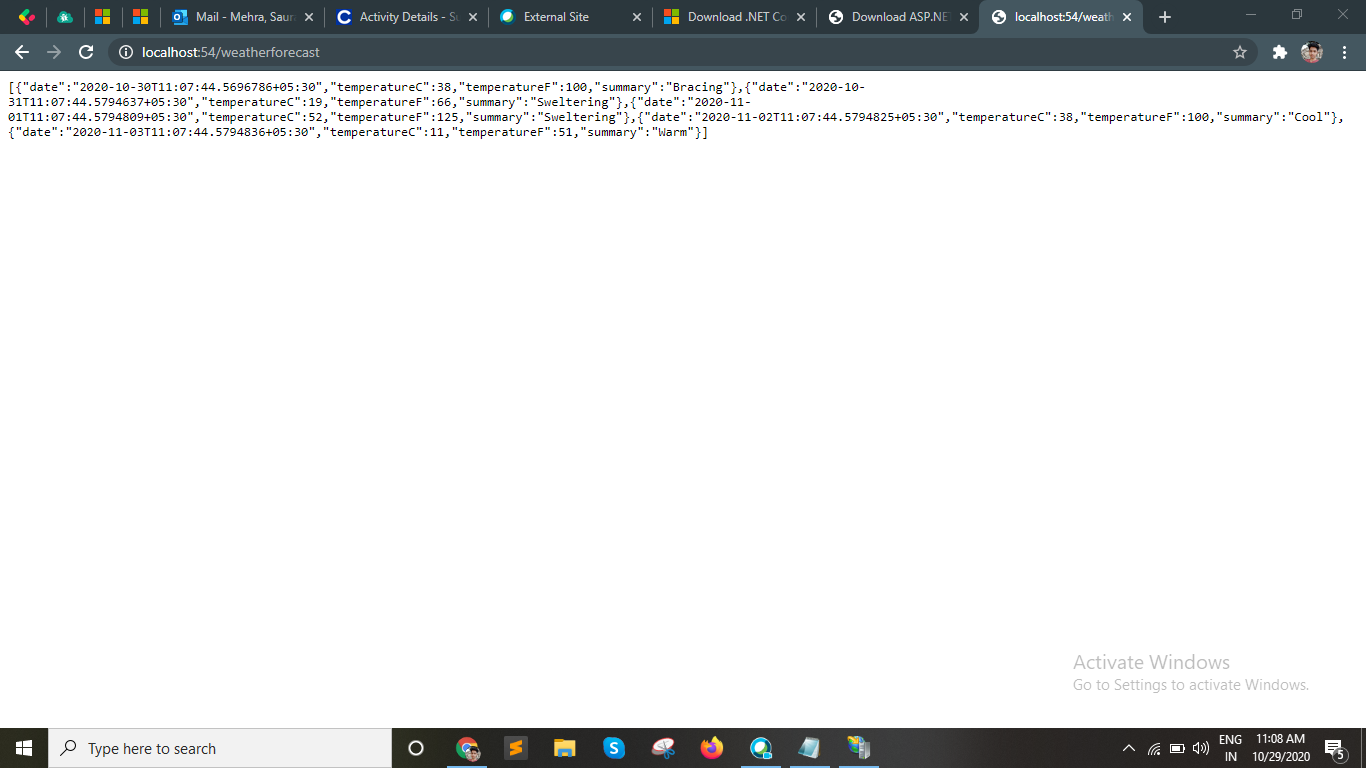 Mail - Mehra, Saur
Activity Details - Su
External Site
Download .NET Co
Download ASP.NE
localhost:54/weath
localhost:54/weatherforecast
[{"date":"2020-10-30T11:07:44.5696786+05:30","temperatureC":38,"temperatureF":100,"summary":"Bracing"},{"date":"2020-10-
31T11:07:44.5794637+05:30","temperatureC":19,"temperatureF":66,"summary":"Sweltering"},{"date":"2020-11-
01T11:07:44.5794809+05:30","temperatureC":52,"temperatureF":125,"summary":"Sweltering"},{"date":"2020-11-02T11:07:44.5794825+05:30","temperatureC":38,"temperatureF":100,"summary":"Cool"},
{"date":"2020-11-03T11:07:44.5794836+05:30","temperatureC":11,"temperatureF":51,"summary":"Warm"}]
Activate Windows
Go to Settings to activate Windows.
Type here to search
ENG
IN
11:08 AM
10/29/2020
5